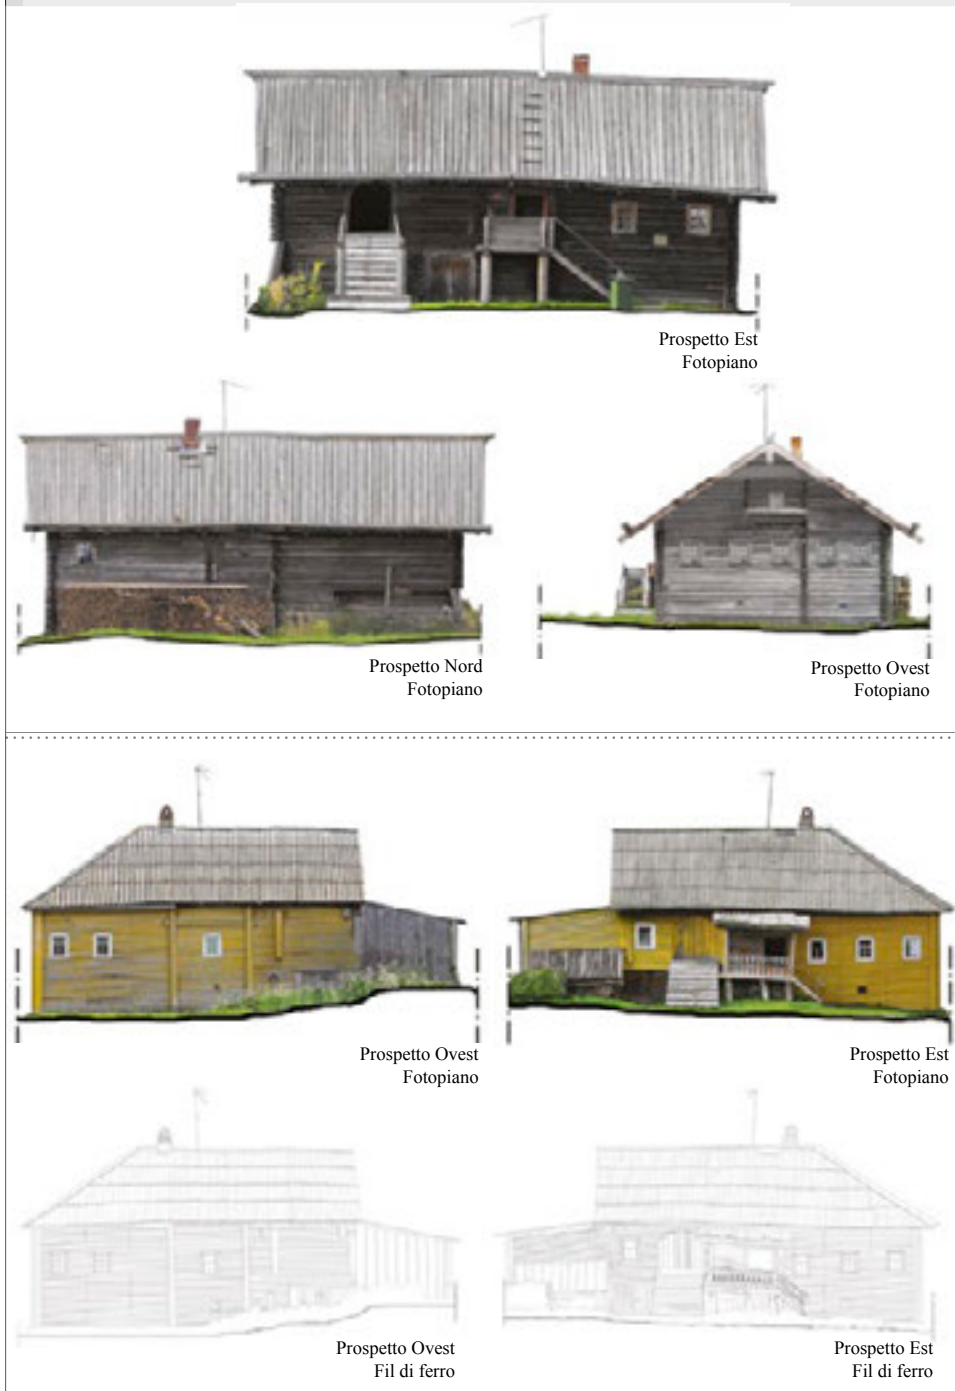 Prospetto Est
Fotopiano
Prospetto Nord
Fotopiano
Prospetto Ovest
Fotopiano
Prospetto Ovest
Fotopiano
Prospetto Est
Fotopiano
Prospetto Ovest
Fil di ferro
Prospetto Est
Fil di ferro